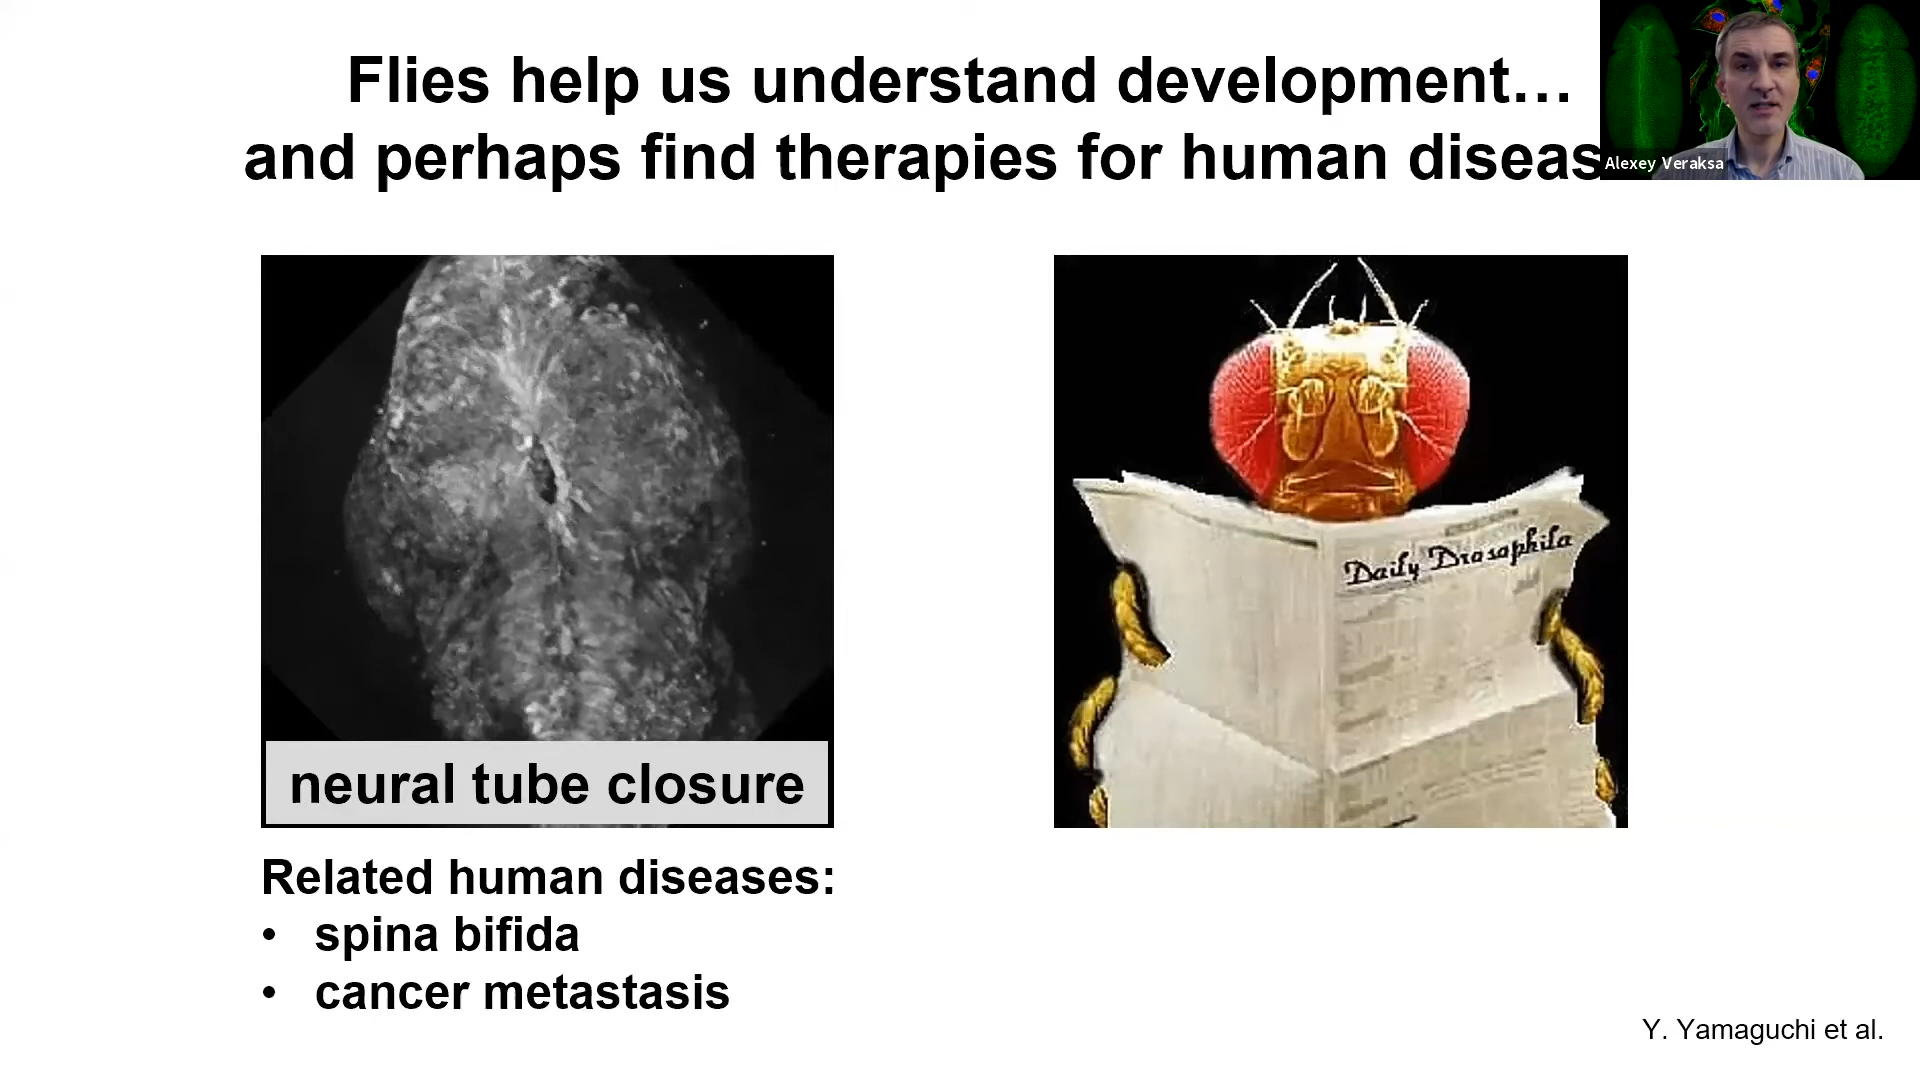 Flies help us understand development…
and perhaps find therapies for human diseas
Alexey Veraksa
Daily Drosophila
neural tube closure
Related human diseases:
• spina bifida
• cancer metastasis
Y. Yamaguchi et al.